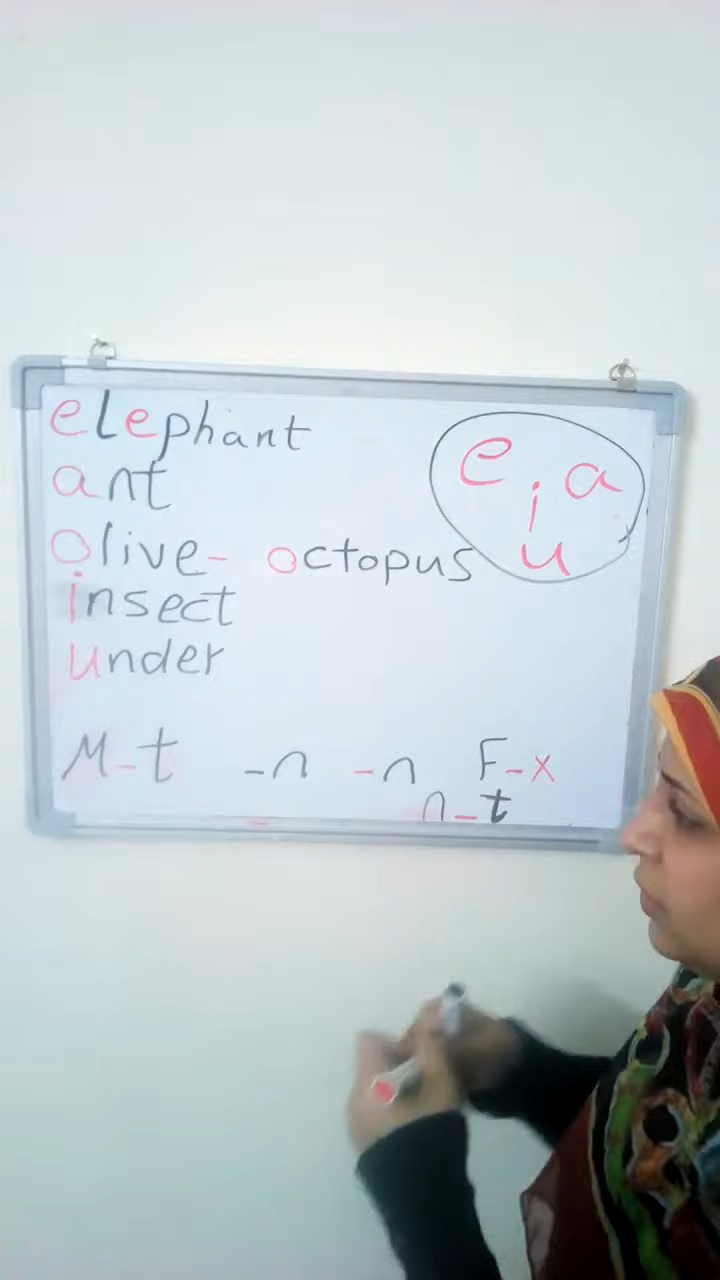 elephant
ant
olive- octopus
insect
under
e i a
u
M-t -n -n F-x
n-t